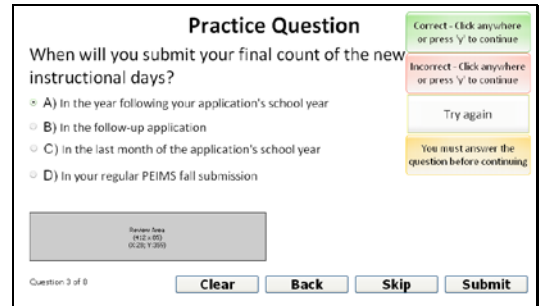 Practice Question
When will you submit your final count of the new
instructional days?
A) In the year following your application's school year
B) In the follow-up application
C) In the last month of the application's school year
D) In your regular PEIMS fall submission
Correct - Click anywhere
or press 'y' to continue
Incorrect - Click anywhere
or press 'y' to continue
Try again
You must answer the
question before continuing
Review Area
Question 3 of 8
Clear
Back
Skip
Submit